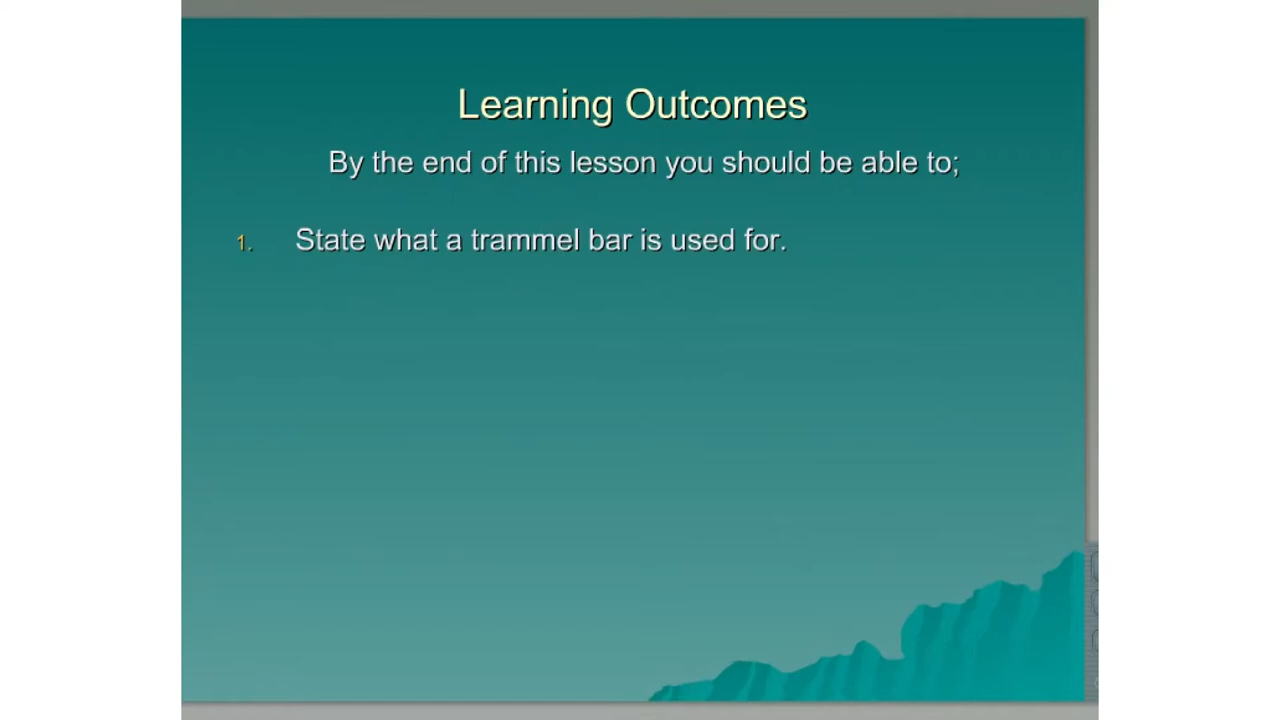 Learning Outcomes
By the end of this lesson you should be able to;
1. State what a trammel bar is used for.